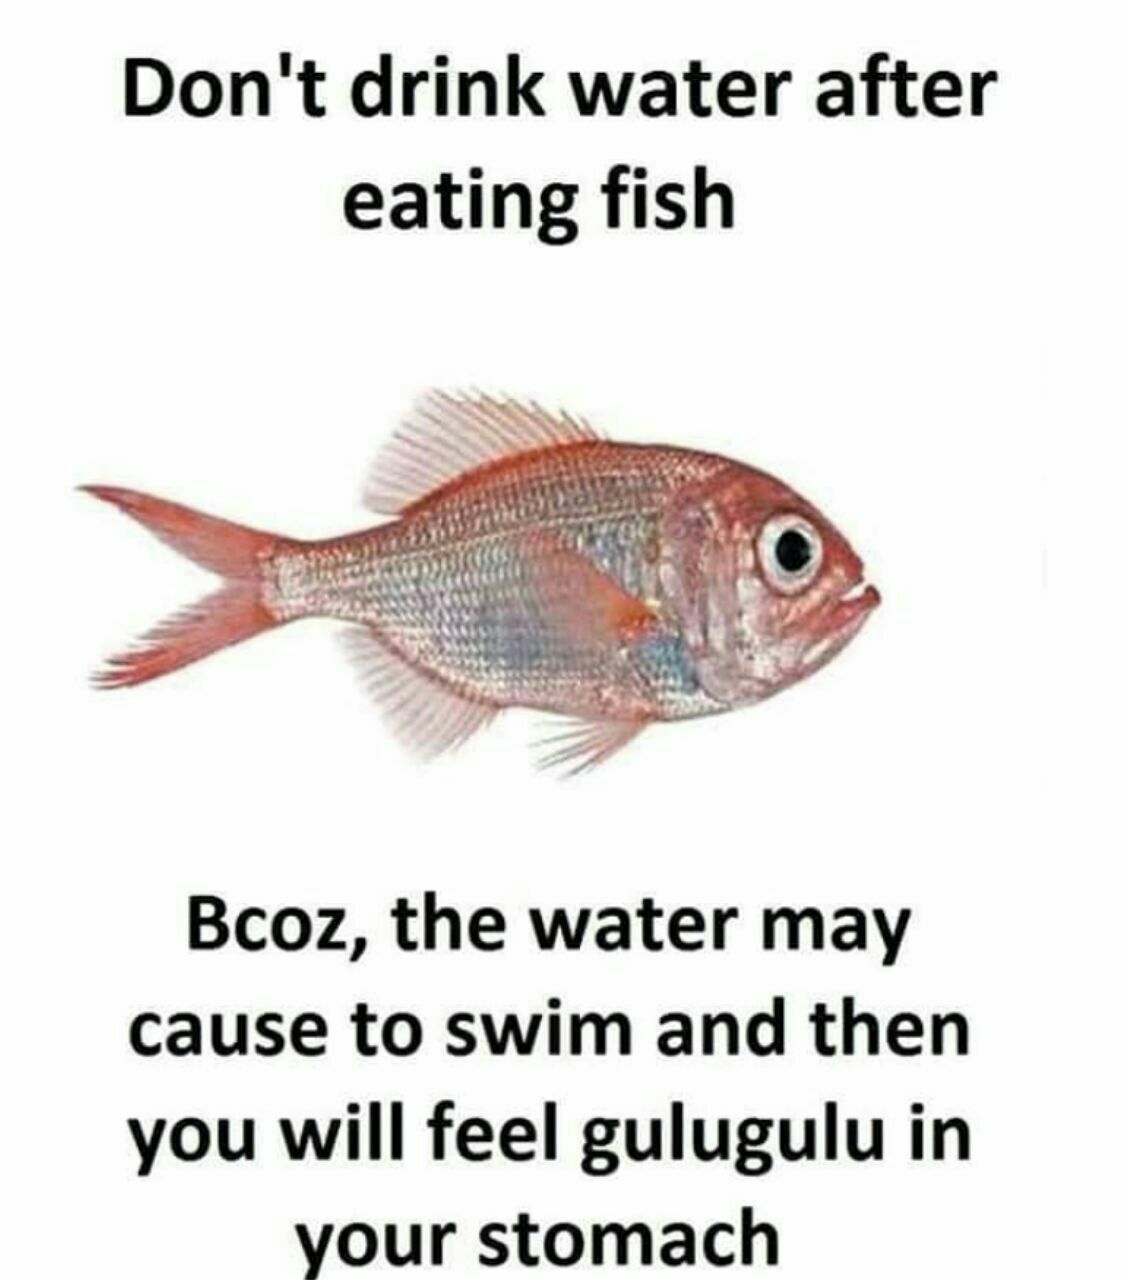 Don't drink water after
eating fish
Bcoz, the water may
cause to swim and then
you will feel gulugulu in
your stomach